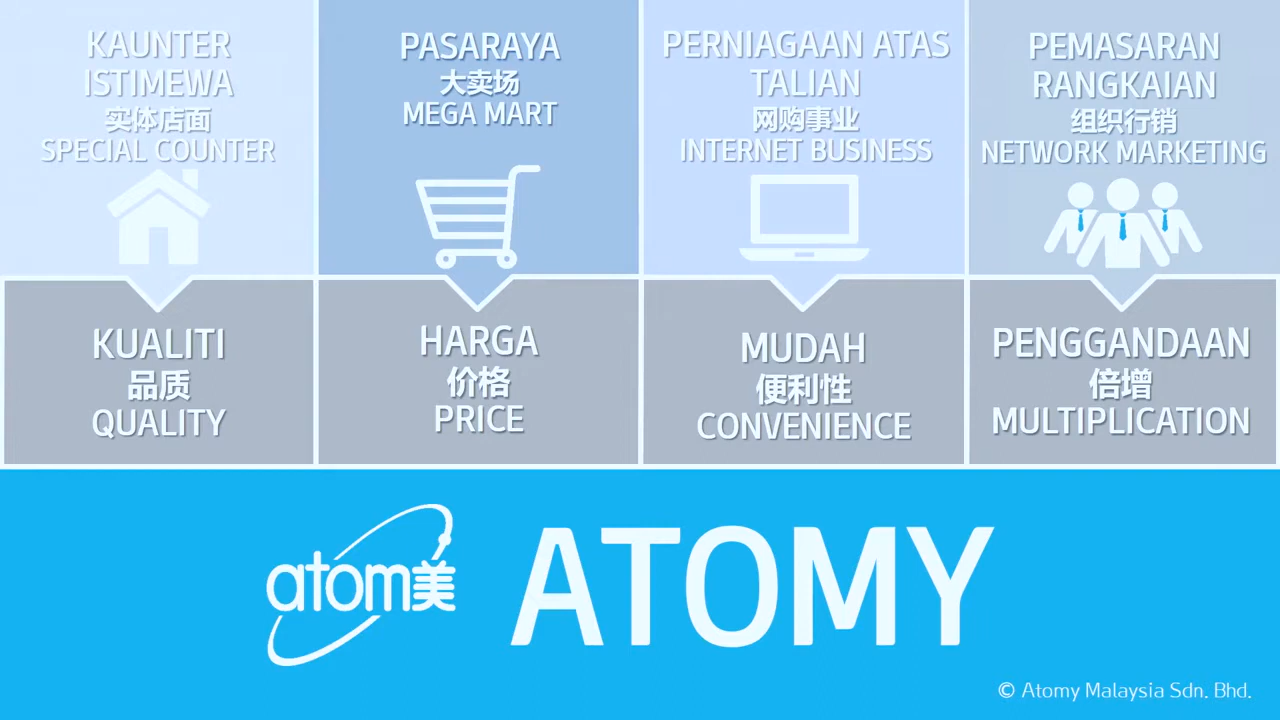 KAUNTER
ISTIMEWA
实体店面
SPECIAL COUNTER
PASARAYA
大卖场
MEGA MART
PERNIAGAAN ATAS
TALIAN
网购事业
INTERNET BUSINESS
PEMASARAN
RANGKAIAN
组织行销
NETWORK MARKETING
KUALITI
品质
QUALITY
HARGA
价格
PRICE
MUDAH
便利性
CONVENIENCE
PENGGANDAAN
倍增
MULTIPLICATION
atom美
ATOMY
© Atomy Malaysia Sdn. Bhd.